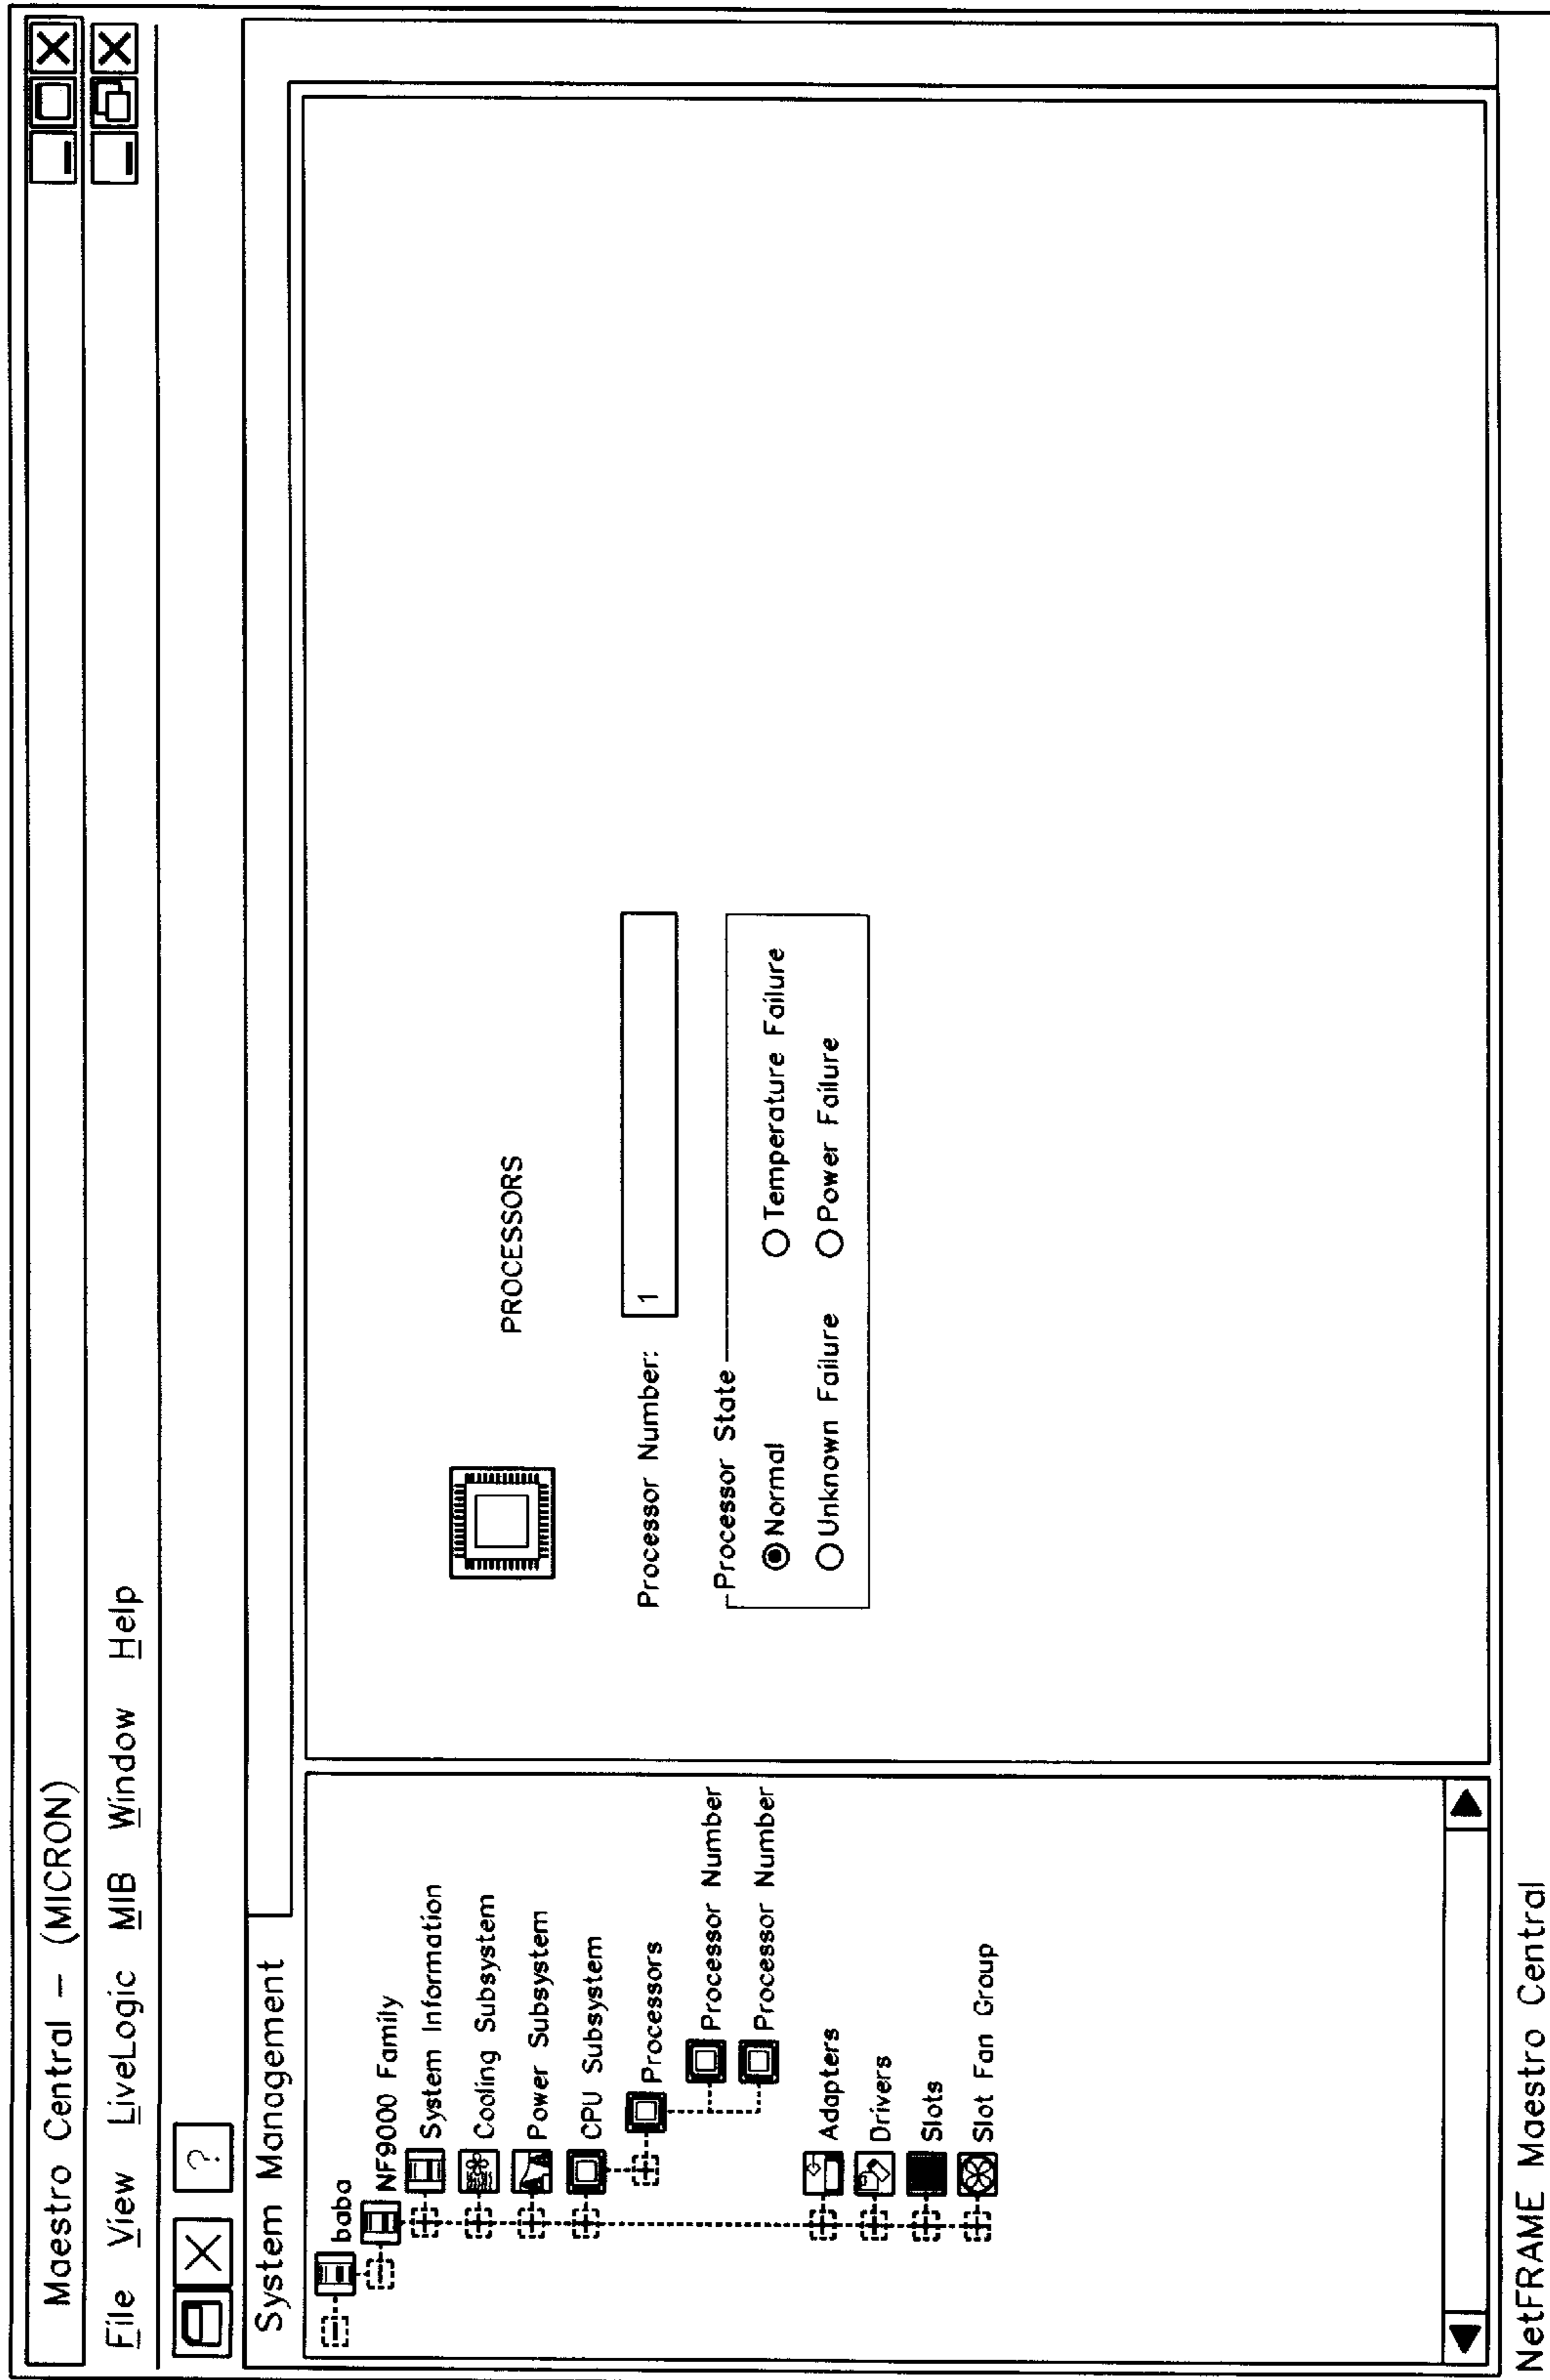 Maestro Central – (MICRON)
File View LiveLogic MIB Window Help
?
System Management
baba
NF9000 Family
System Information
Cooling Subsystem
Power Subsystem
CPU Subsystem
Processors
Processor Number
Processor Number
Adapters
Drivers
Slots
Slot Fan Group
PROCESSORS
Processor Number: 1
Processor State
Normal Temperature Failure
Unknown Failure Power Failure
NetFRAME Maestro Central